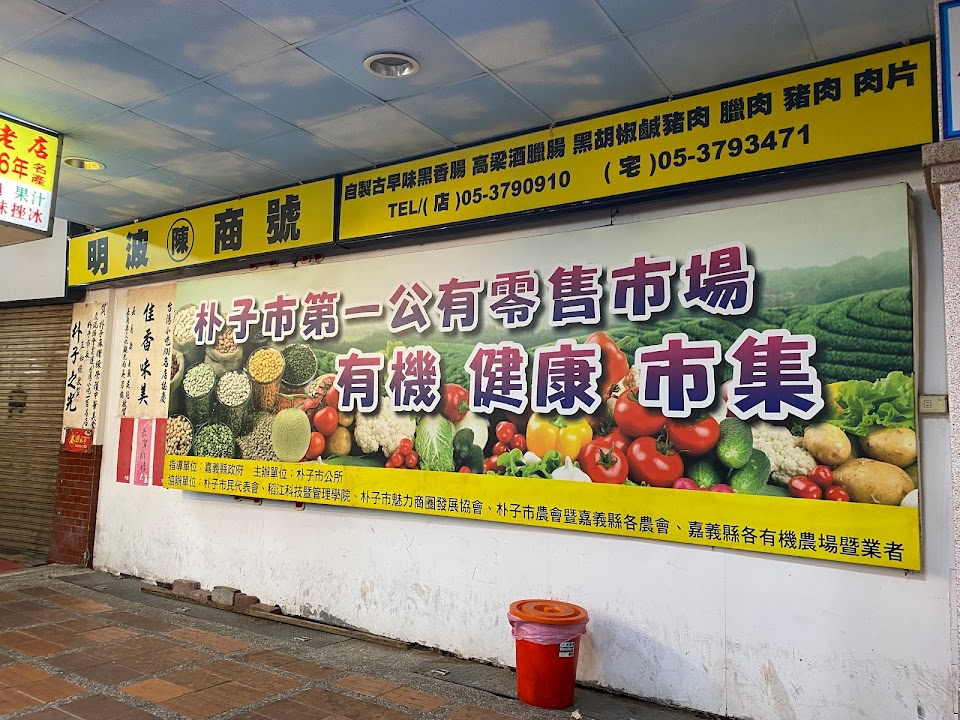 老店
6年名產
果汁
味挫冰
明波陳商號
自製古早味黑香腸 高梁酒臘腸 黑胡椒鹹豬肉 臘肉 豬肉 肉片
TEL/(店)05-3790910 (宅)05-3793471
朴子市第一公有零售市場
有機 健康 市集
指導單位：嘉義縣政府 主辦單位：朴子市公所
協辦單位：朴子市民代表會、稻江科技暨管理學院、朴子市魅力商圈發展協會、朴子市農會暨嘉義縣各農會、嘉義縣各有機農場暨業者
朴子之光
佳香味美